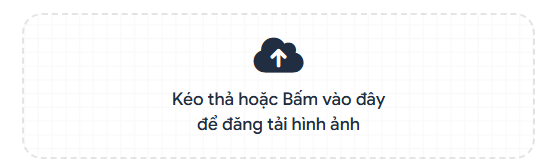 Kéo thả hoặc Bấm vào đây
để đăng tải hình ảnh